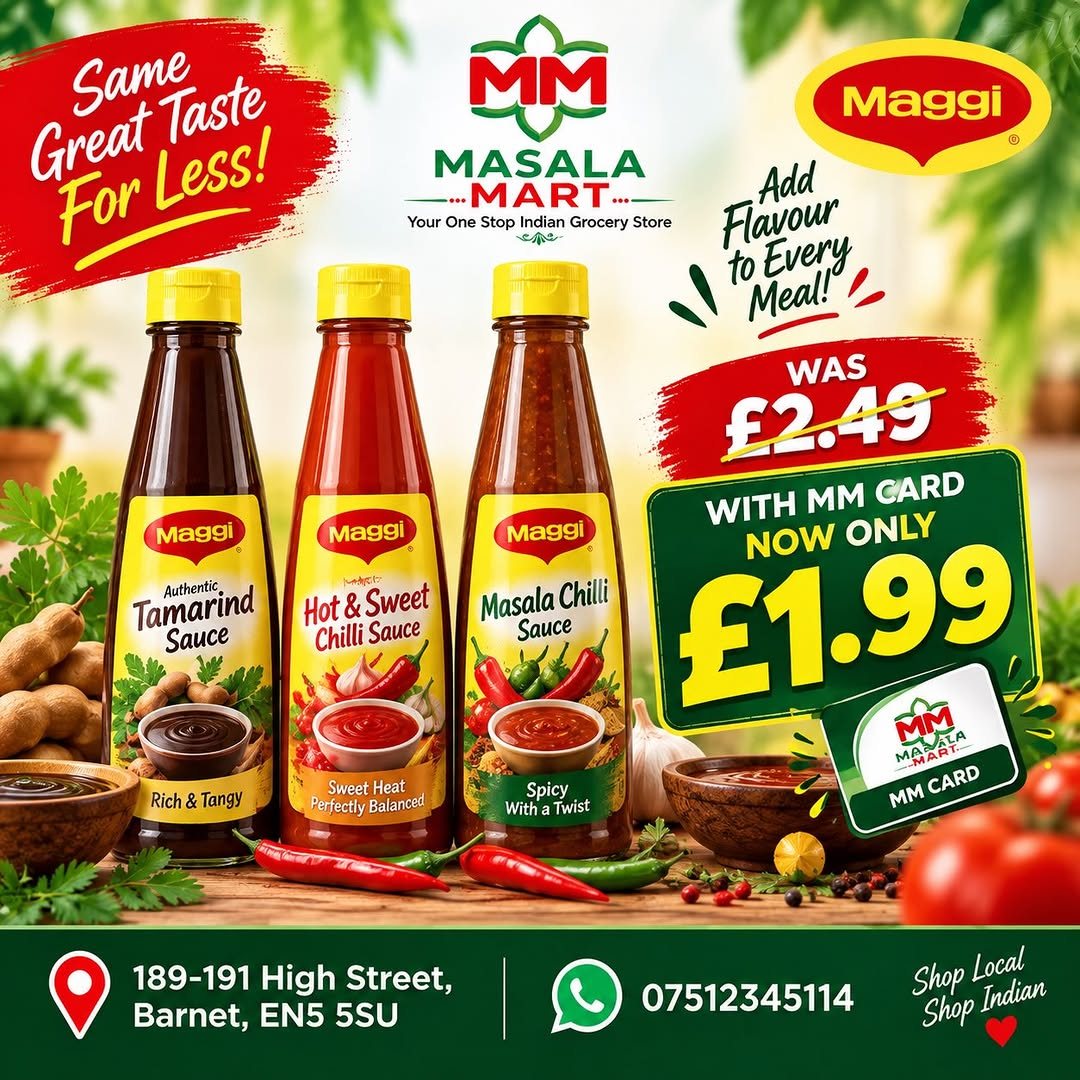 Same
Great Taste
For Less!
MM
MASALA
MART
Your One Stop Indian Grocery Store
Maggi
®
Add
Flavour
to Every
Meal!
WAS
£2.49
WITH MM CARD
NOW ONLY
£1.99
MM
MASALA
MART
MM CARD
Maggi
®
Authentic
Tamarind
Sauce
Rich & Tangy
Maggi
®
Hot & Sweet
Chilli Sauce
Sweet Heat
Perfectly Balanced
Maggi
®
Masala Chilli
Sauce
Spicy
With a Twist
189-191 High Street,
Barnet, EN5 5SU
07512345114
Shop Local
Shop Indian